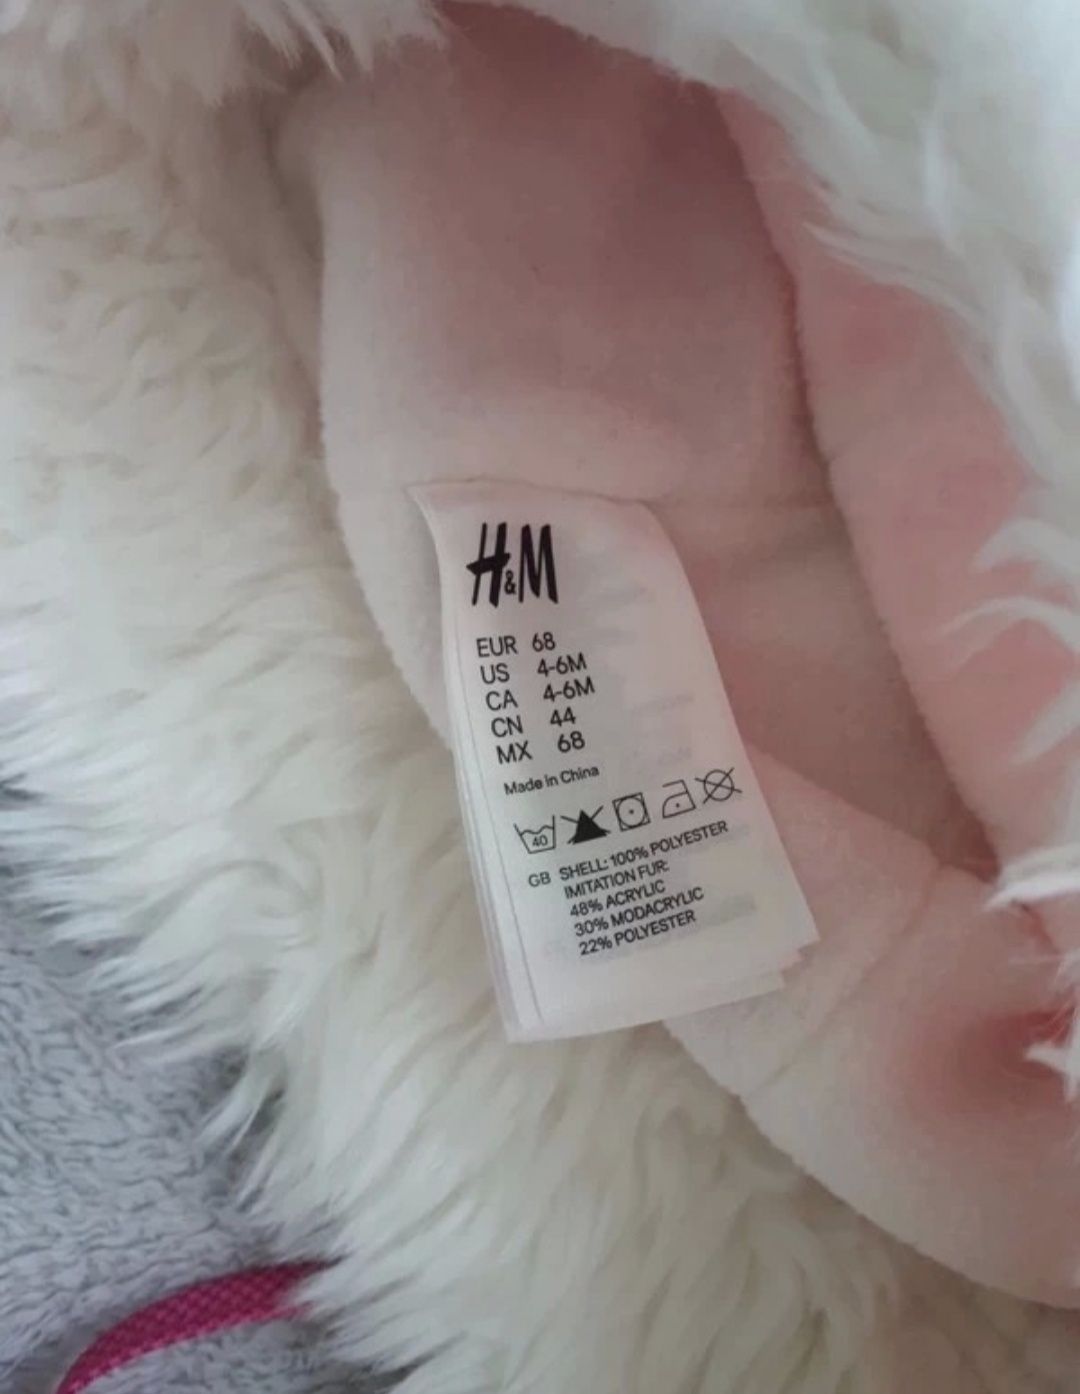 H&M
EUR 68
US 4-6M
CA 4-6M
CN 44
MX 68
Made in China
40
GB SHELL: 100% POLYESTER
IMITATION FUR:
48% ACRYLIC
30% MODACRYLIC
22% POLYESTER